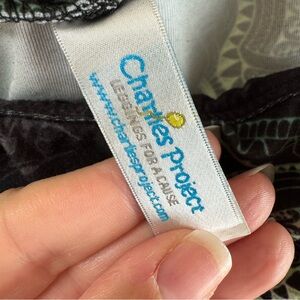 Charlies Project
LEGGINGS FOR A CAUSE
www.charliesproject.com